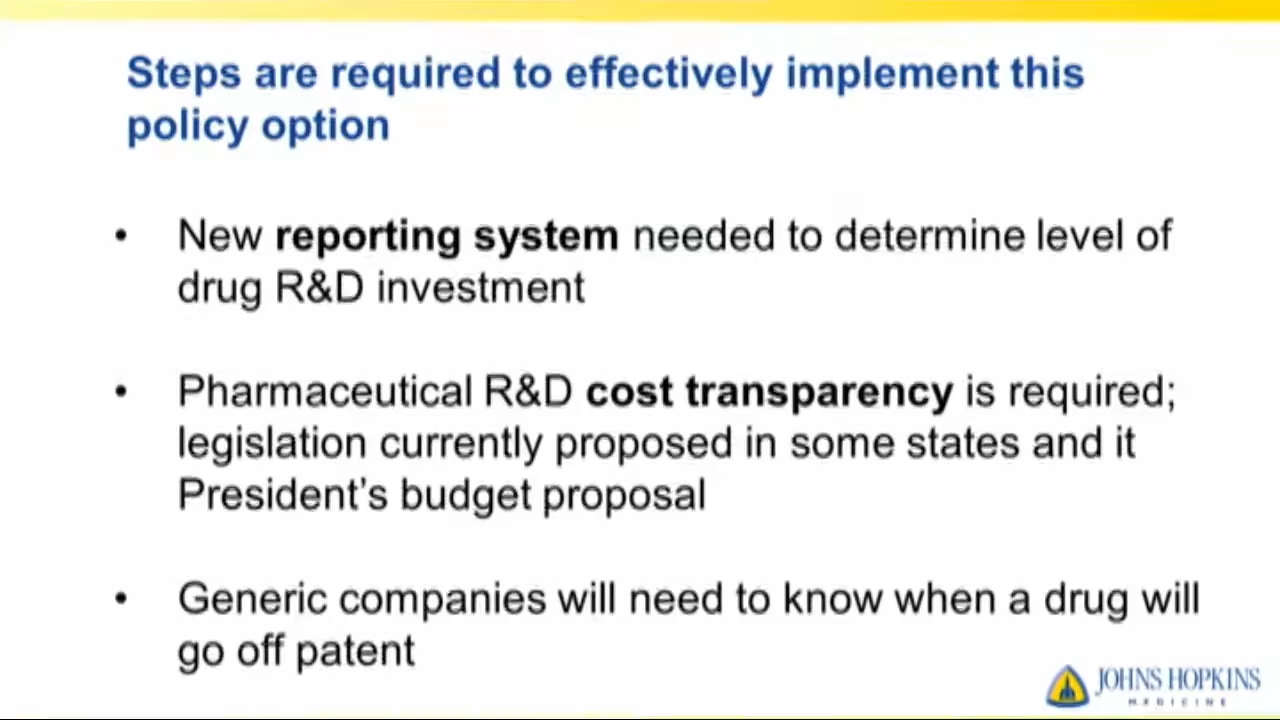 Steps are required to effectively implement this
policy option
• New reporting system needed to determine level of
drug R&D investment
• Pharmaceutical R&D cost transparency is required;
legislation currently proposed in some states and it
President's budget proposal
• Generic companies will need to know when a drug will
go off patent
JOHNS HOPKINS
MEDICINE